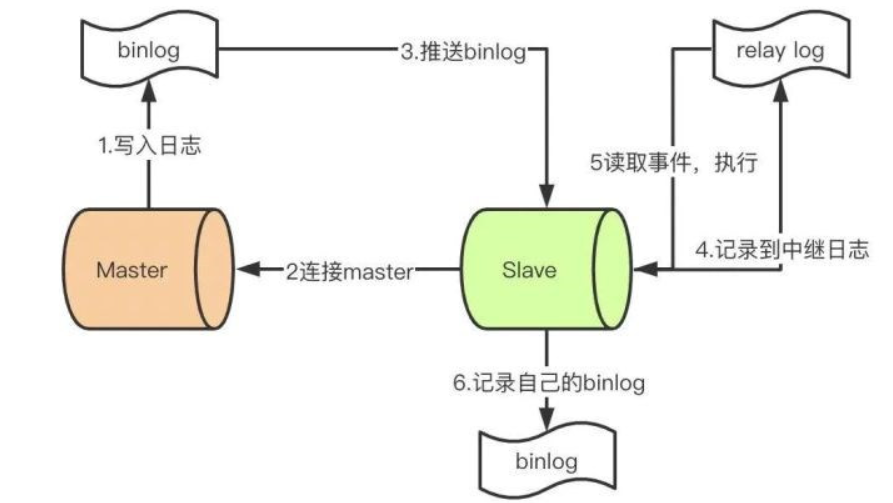 binlog
3.推送binlog
relay log
1.写入日志
5读取事件，执行
4.记录到中继日志
Master
2连接master
Slave
6.记录自己的binlog
binlog